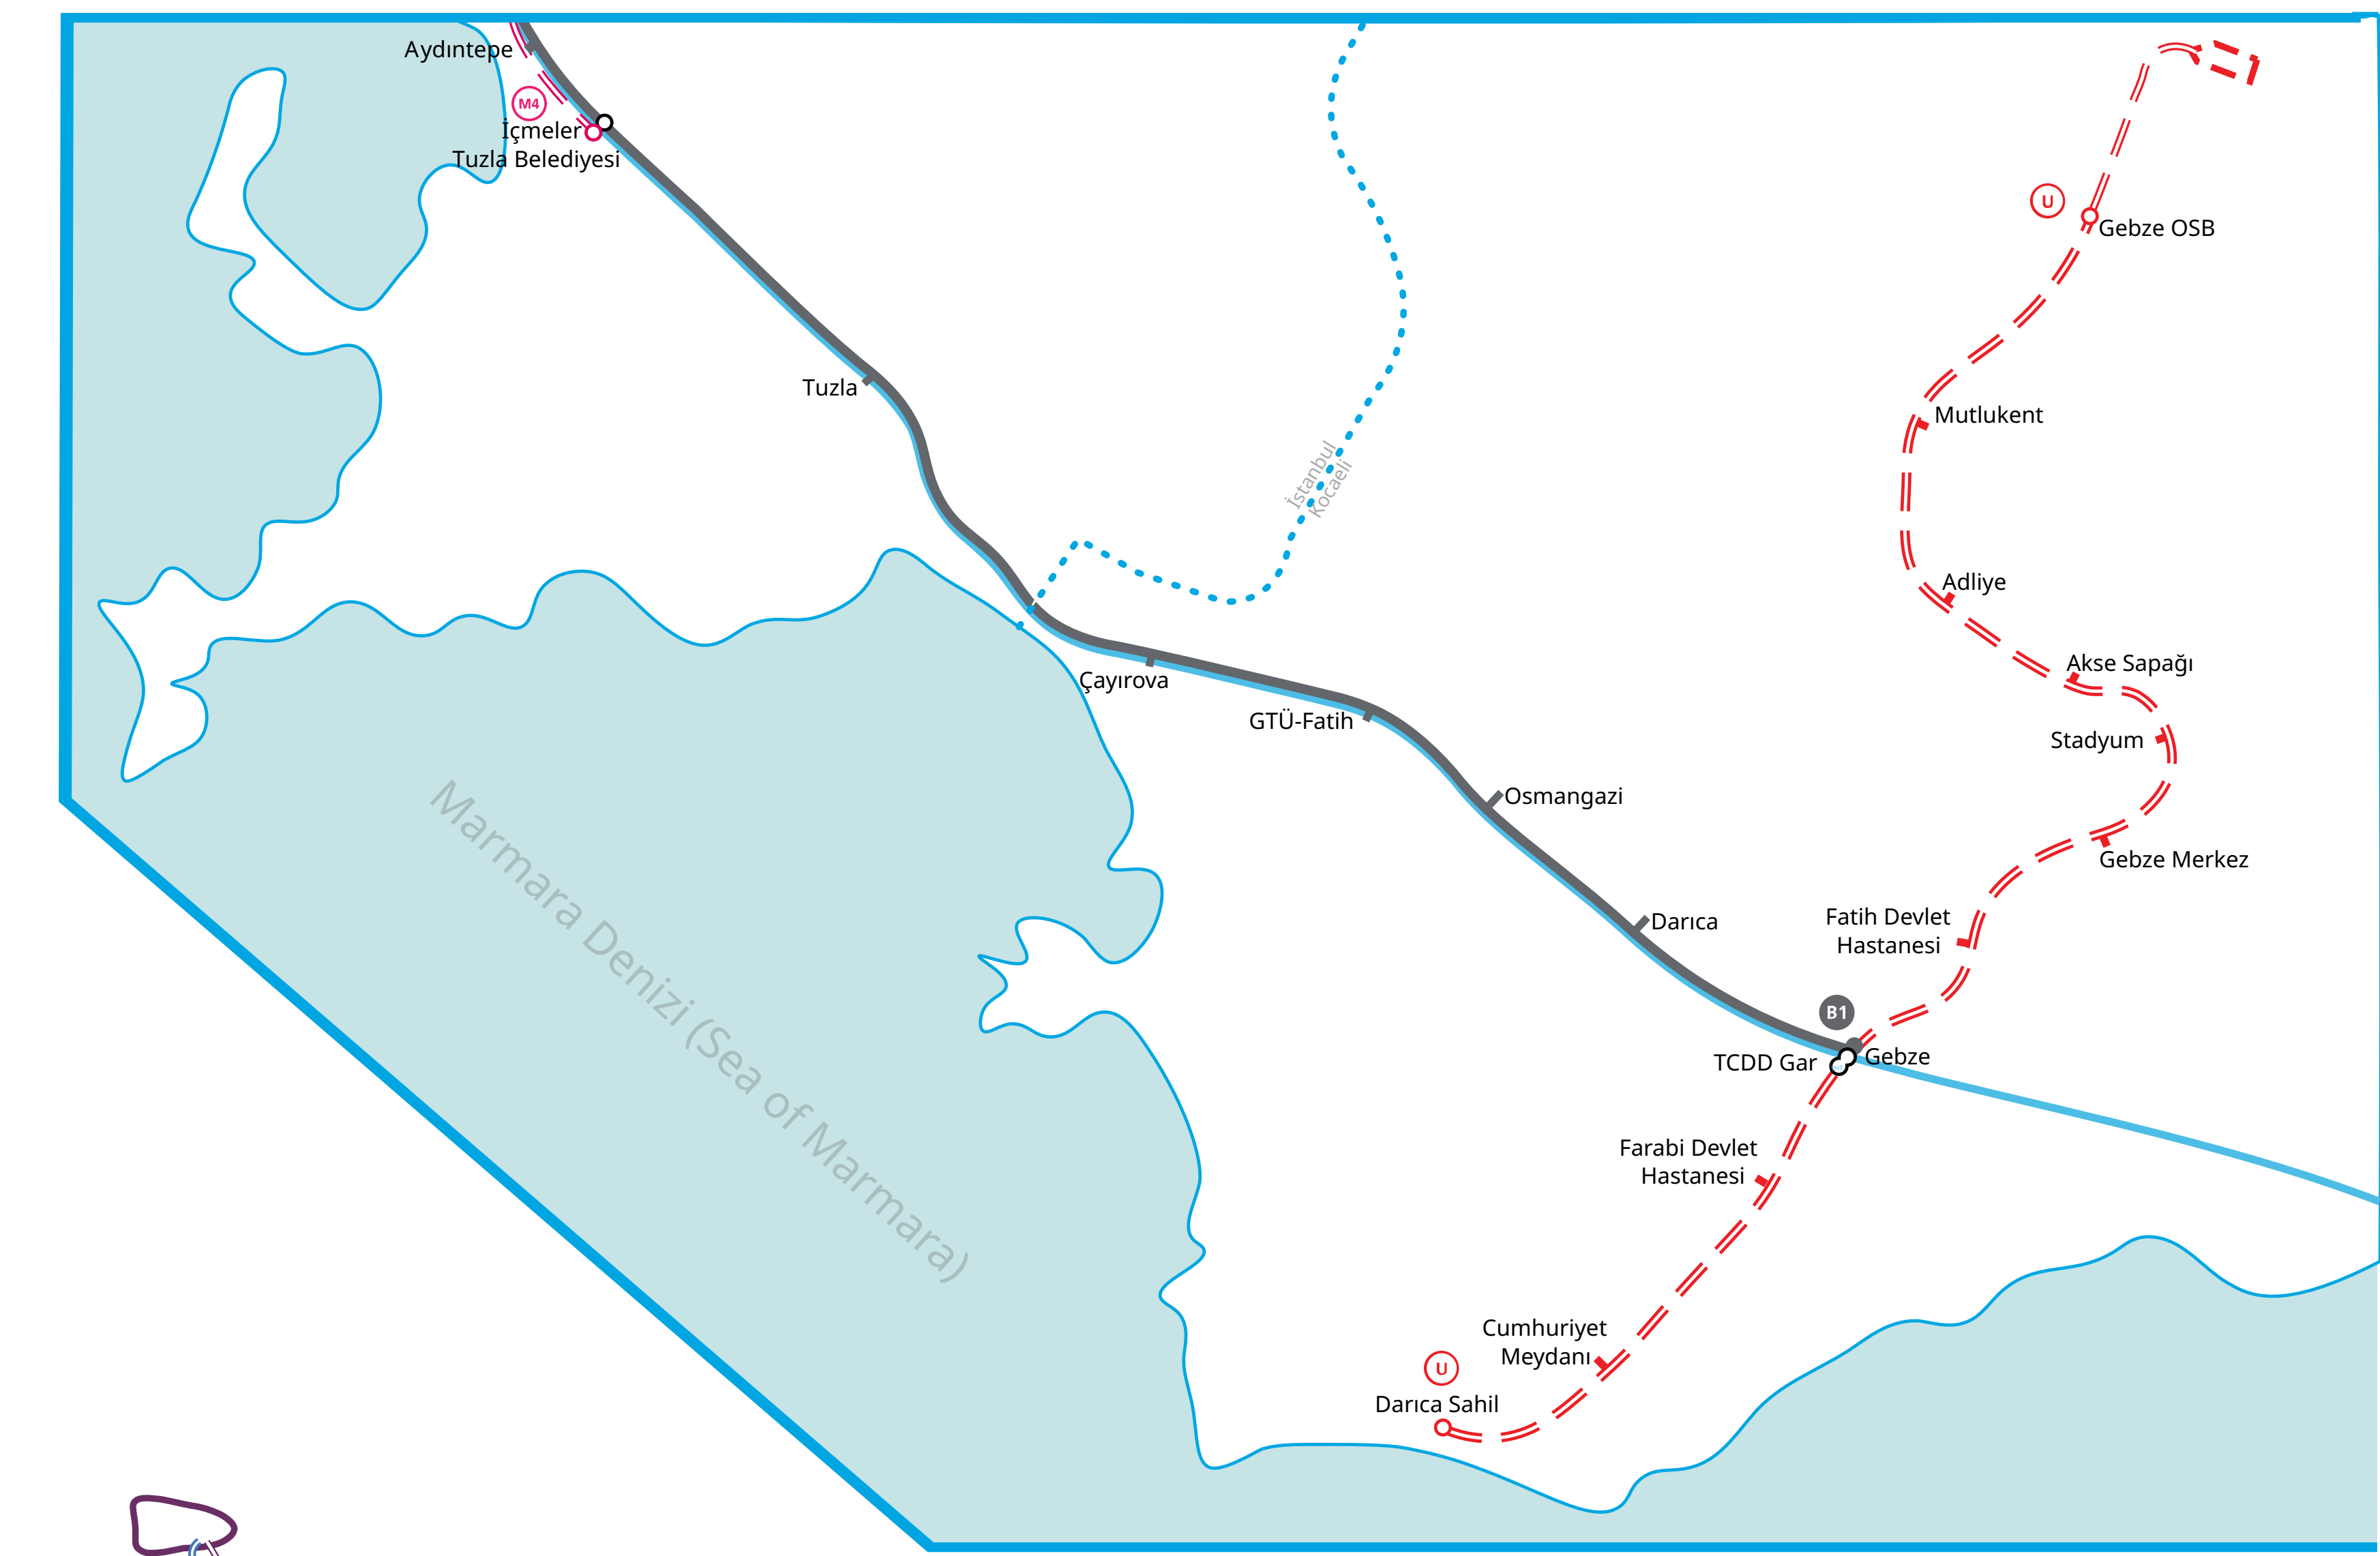 Aydıntepe
M4
İçmeler
Tuzla Belediyesi
U
Gebze OSB
Tuzla
Mutlukent
İstanbul
Kocaeli
Adliye
Akse Sapağı
Çayırova
GTÜ-Fatih
Stadyum
Osmangazi
Gebze Merkez
Darıca
Fatih Devlet
Hastanesi
Marmara Denizi (Sea of Marmara)
B1
TCDD Gar
Gebze
Farabi Devlet
Hastanesi
Cumhuriyet
Meydanı
U
Darıca Sahil